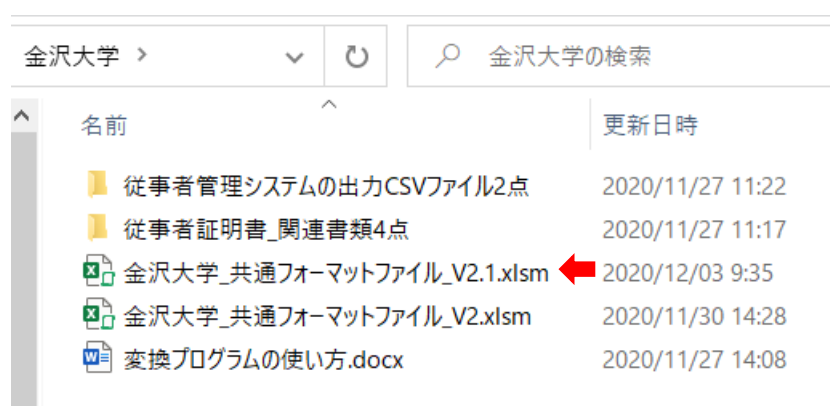 金沢大学 >
金沢大学の検索
名前 更新日時
従事者管理システムの出力CSVファイル2点 2020/11/27 11:22
従事者証明書_関連書類4点 2020/11/27 11:17
金沢大学_共通フォーマットファイル_V2.1.xlsm 2020/12/03 9:35
金沢大学_共通フォーマットファイル_V2.xlsm 2020/11/30 14:28
変換プログラムの使い方.docx 2020/11/27 14:08